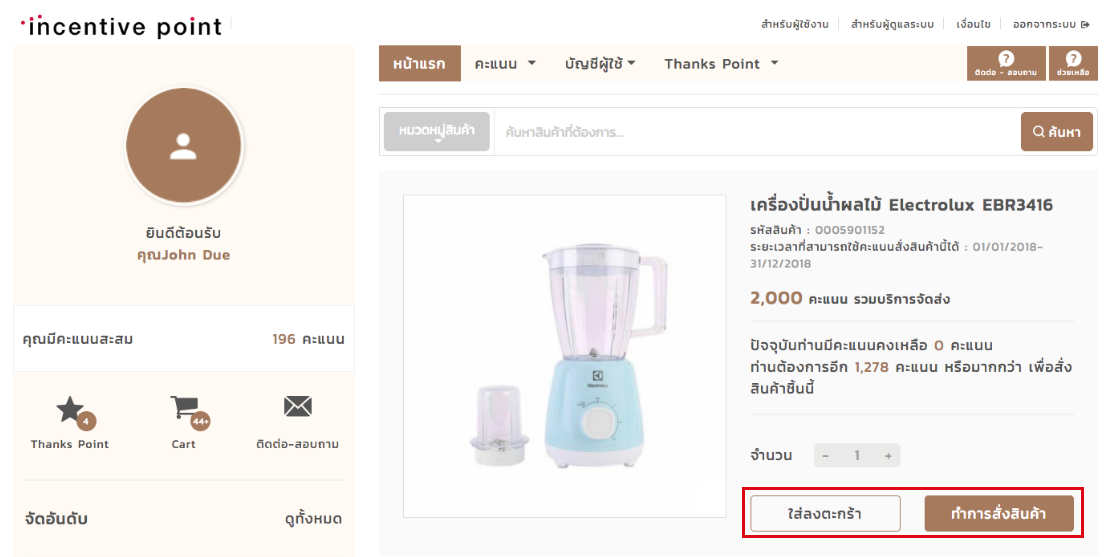 incentive point
สำหรับผู้ใช้งาน
สำหรับผู้ดูแลระบบ
เงื่อนไข
ออกจากระบบ
หน้าแรก
คะแนน
บัญชีผู้ใช้
Thanks Point
ติดต่อ - สอบถาม
ช่วยเหลือ
หมวดหมู่สินค้า
ค้นหาสินค้าที่ต้องการ...
ค้นหา
ยินดีต้อนรับ
คุณJohn Due
คุณมีคะแนนสะสม
196 คะแนน
4
Thanks Point
44+
Cart
ติดต่อ-สอบถาม
จัดอันดับ
ดูทั้งหมด
Electrolux
เครื่องปั่นน้ำผลไม้ Electrolux EBR3416
รหัสสินค้า : 0005901152
ระยะเวลาที่สามารถใช้คะแนนสั่งสินค้านี้ได้ : 01/01/2018-
31/12/2018
2,000 คะแนน รวมบริการจัดส่ง
ปัจจุบันท่านมีคะแนนคงเหลือ 0 คะแนน
ท่านต้องการอีก 1,278 คะแนน หรือมากกว่า เพื่อสั่ง
สินค้าชิ้นนี้
จำนวน
- 1 +
ใส่ลงตะกร้า
ทำการสั่งสินค้า